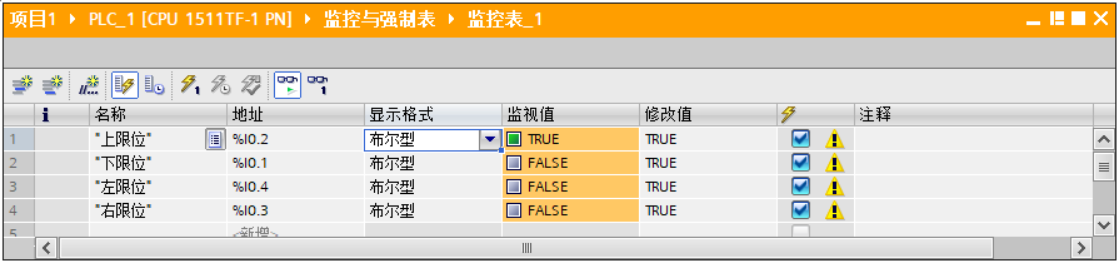 项目1 ▸ PLC_1 [CPU 1511TF-1 PN] ▸ 监控与强制表 ▸ 监控表_1
i 名称 地址 显示格式 监视值 修改值 注释
1 "上限位" %I0.2 布尔型 TRUE TRUE
2 "下限位" %I0.1 布尔型 FALSE TRUE
3 "左限位" %I0.4 布尔型 FALSE TRUE
4 "右限位" %I0.3 布尔型 FALSE TRUE
5 <新增>